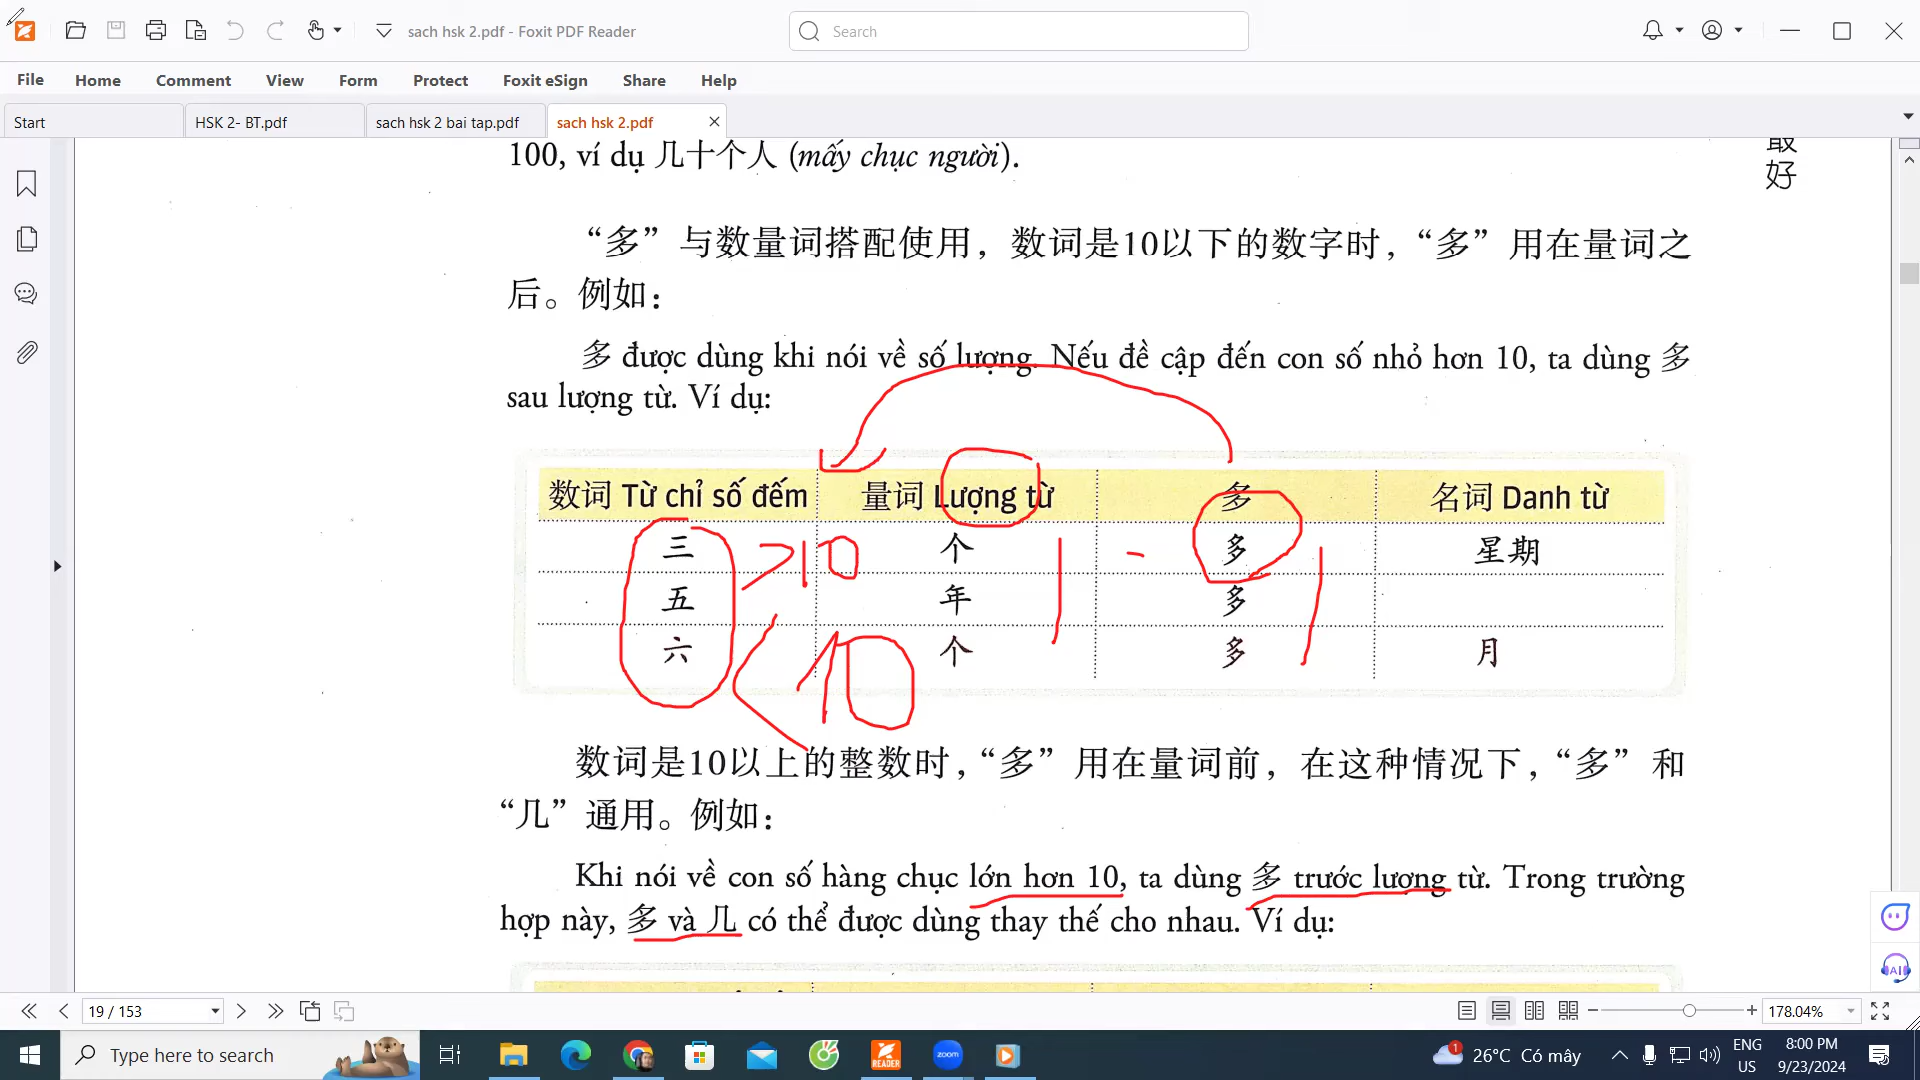 sach hsk 2.pdf - Foxit PDF Reader
Search
File Home Comment View Form Protect Foxit eSign Share Help
Start HSK 2- BT.pdf sach hsk 2 bai tap.pdf sach hsk 2.pdf
100, ví dụ 几十个人 (mấy chục người).
最
好
“多”与数量词搭配使用，数词是10以下的数字时，“多”用在量词之
后。例如：
多 được dùng khi nói về số lượng. Nếu đề cập đến con số nhỏ hơn 10, ta dùng 多
sau lượng từ. Ví dụ:
数词 Từ chỉ số đếm 量词 Lượng từ 多 名词 Danh từ
三 >10 个 多 星期
五 年 多
六 <10 个 多 月
数词是10以上的整数时，“多”用在量词前，在这种情况下，“多”和
“几”通用。例如：
Khi nói về con số hàng chục lớn hơn 10, ta dùng 多 trước lượng từ. Trong trường
hợp này, 多 và 几 có thể được dùng thay thế cho nhau. Ví dụ:
AI
19 / 153 178.04%
Type here to search
READER
zoom
1
26°C Có mây
ENG
US
8:00 PM
9/23/2024